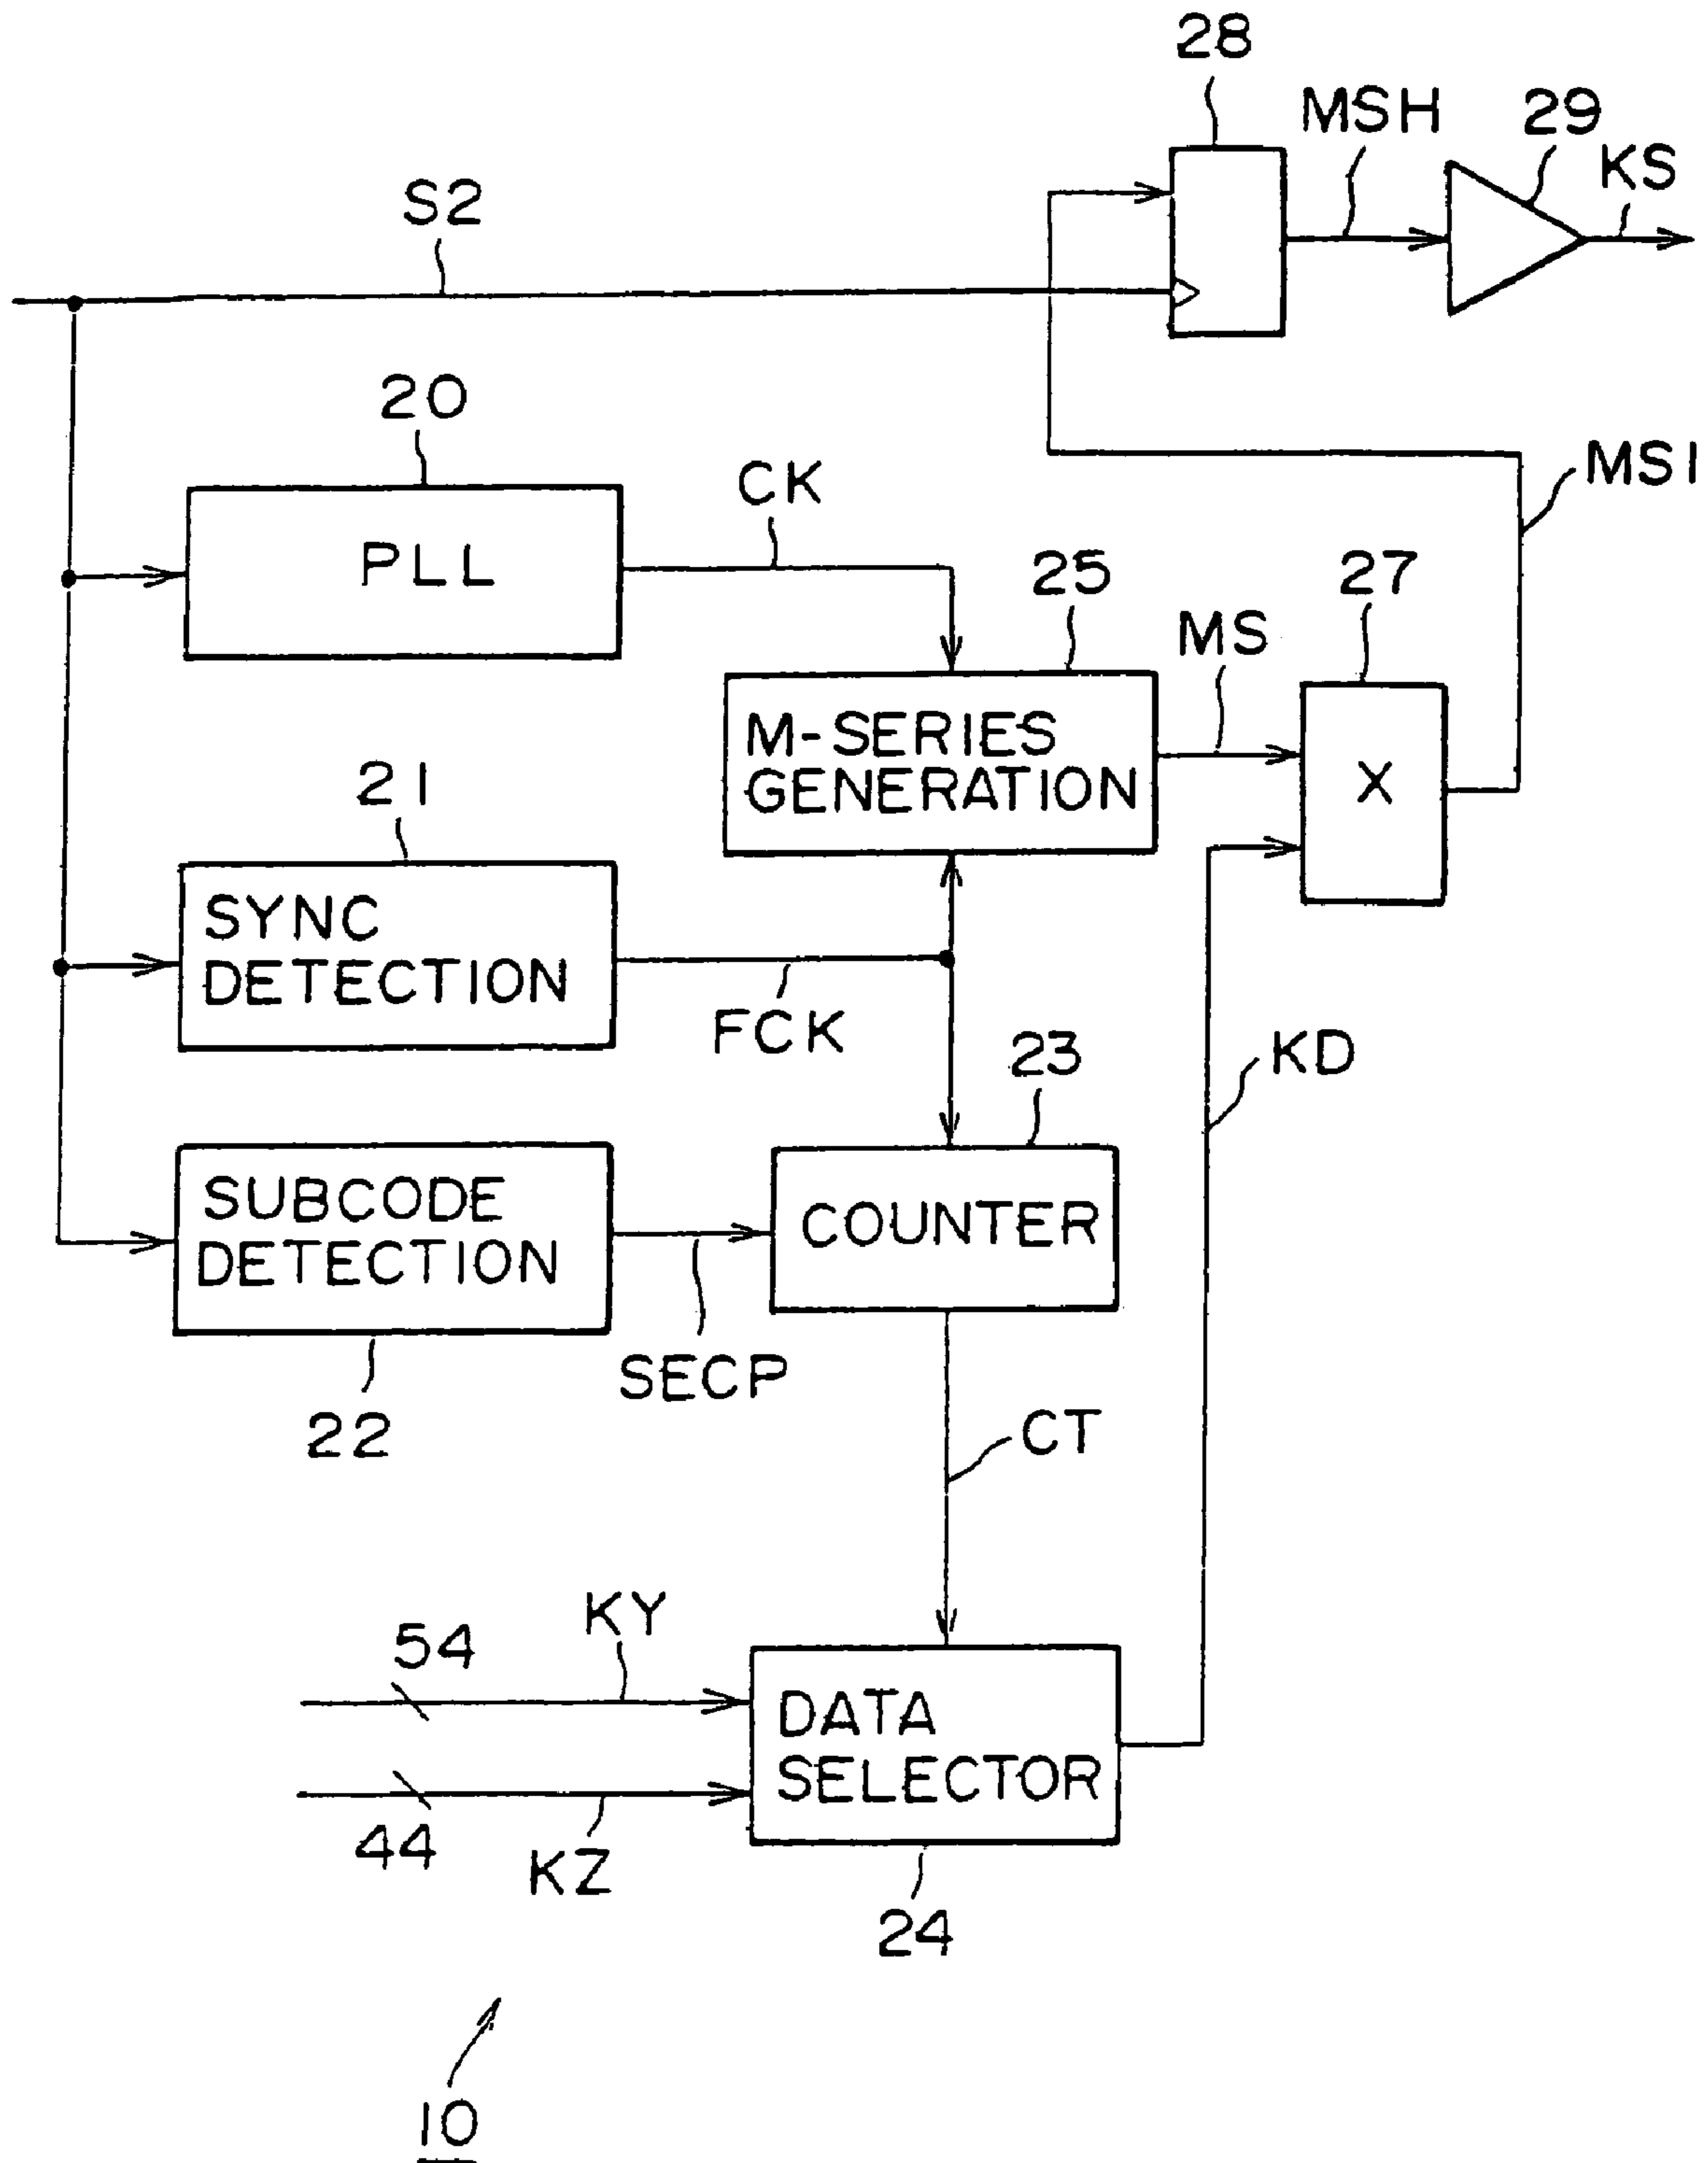 28
MSH
29
KS
S2
20
PLL
CK
MS1
25
27
MS
M-SERIES
GENERATION
X
21
SYNC
DETECTION
FCK
23
KD
SUBCODE
DETECTION
COUNTER
SECP
22
CT
KY
54
DATA
SELECTOR
44
KZ
24
10